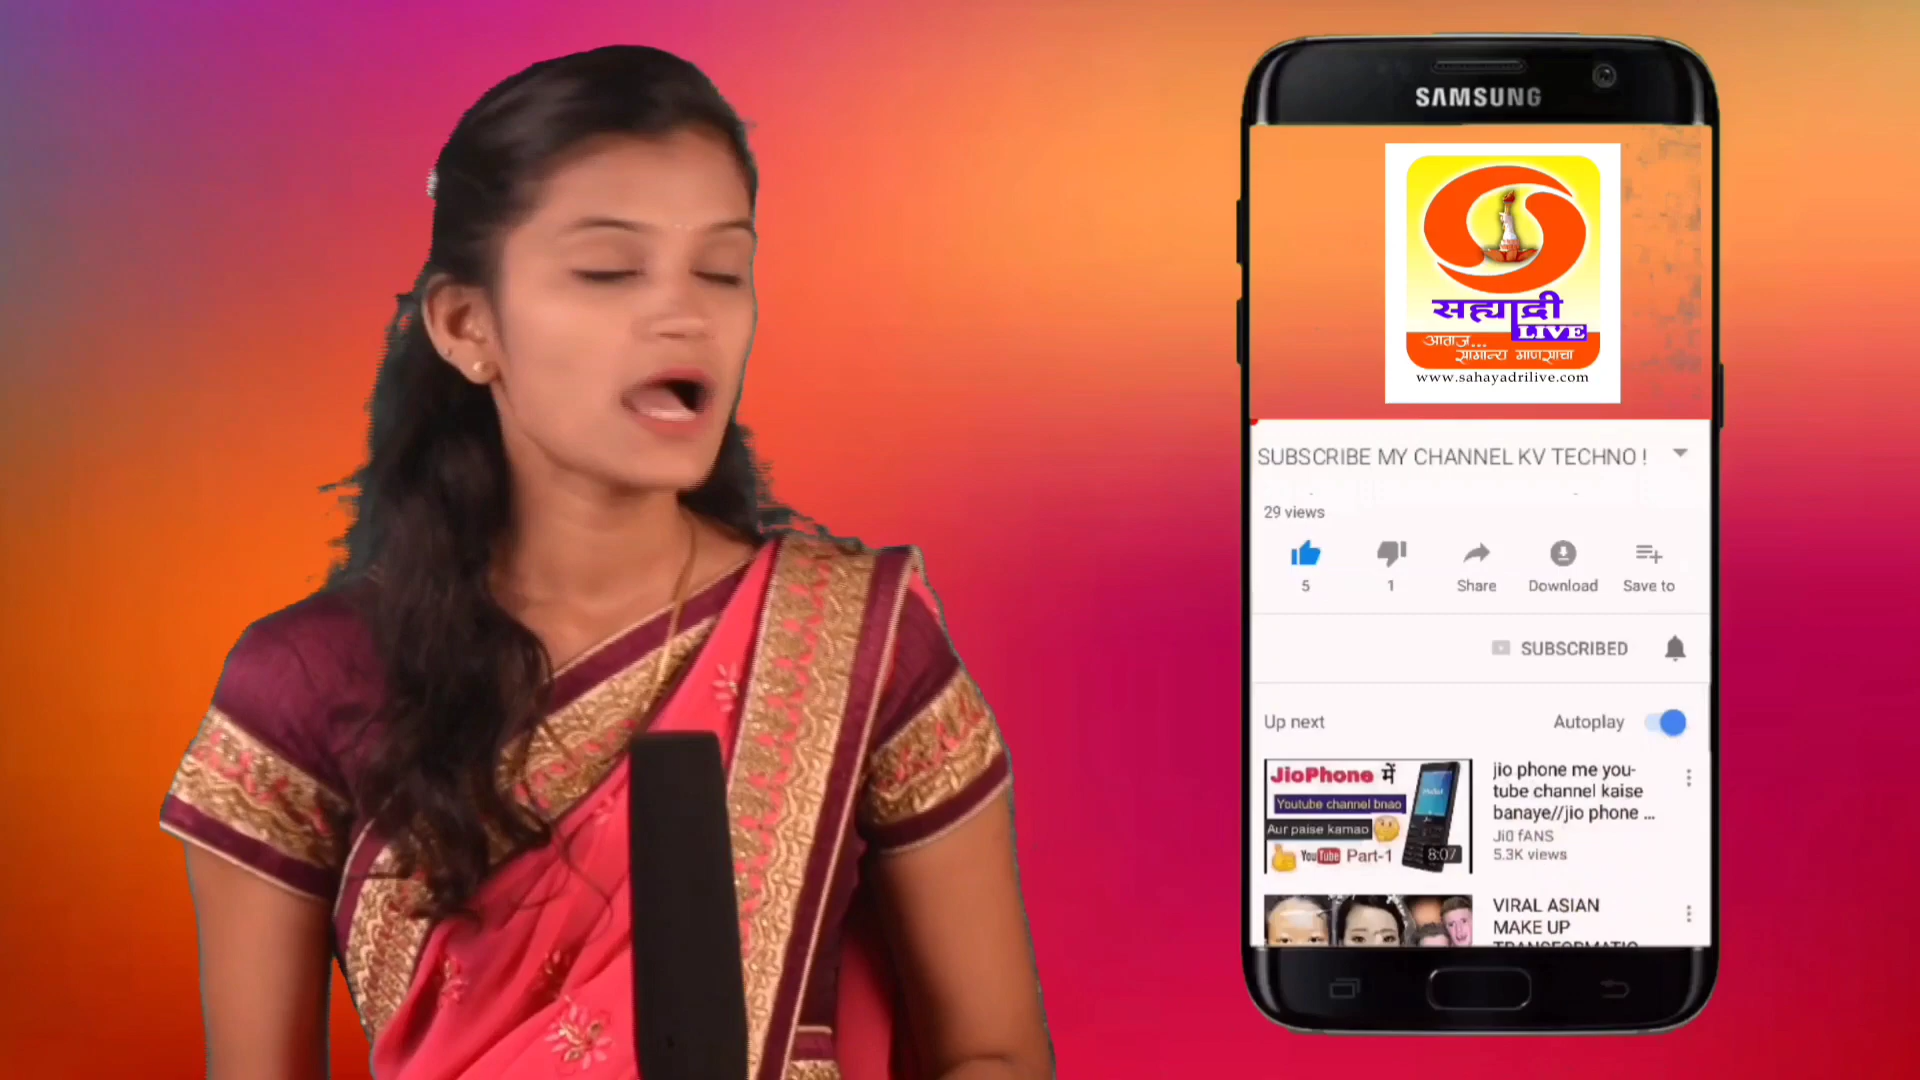 SAMSUNG
सह्याद्री
LIVE
आताज...
सामान्य माणसाचा
www.sahayadrilive.com
SUBSCRIBE MY CHANNEL KV TECHNO !
29 views
5
1
Share
Download
Save to
SUBSCRIBED
Up next
Autoplay
JioPhone में
Youtube channel bnao
Aur paise kamao
YouTube Part-1
8:07
jio phone me you-
tube channel kaise
banaye//jio phone ...
Ji0 fANS
5.3K views
VIRAL ASIAN
MAKE UP